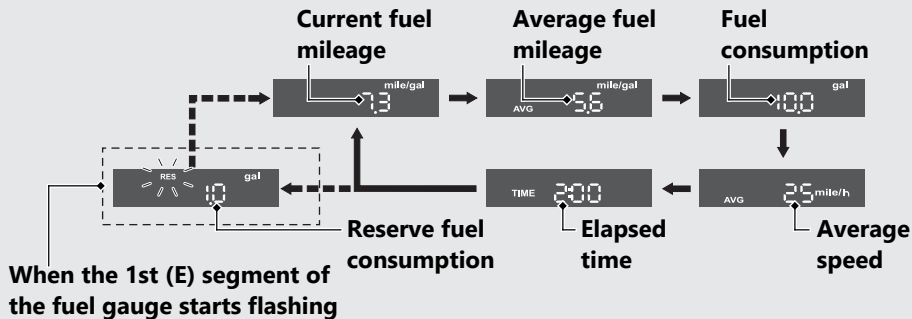 Current fuel
mileage
Average fuel
mileage
Fuel
consumption
mile/gal
7.3
mile/gal
AVG 5.6
gal
10.0
RES gal
1.0
TIME 2:00
AVG 25 mile/h
Reserve fuel
consumption
Elapsed
time
Average
speed
When the 1st (E) segment of
the fuel gauge starts flashing